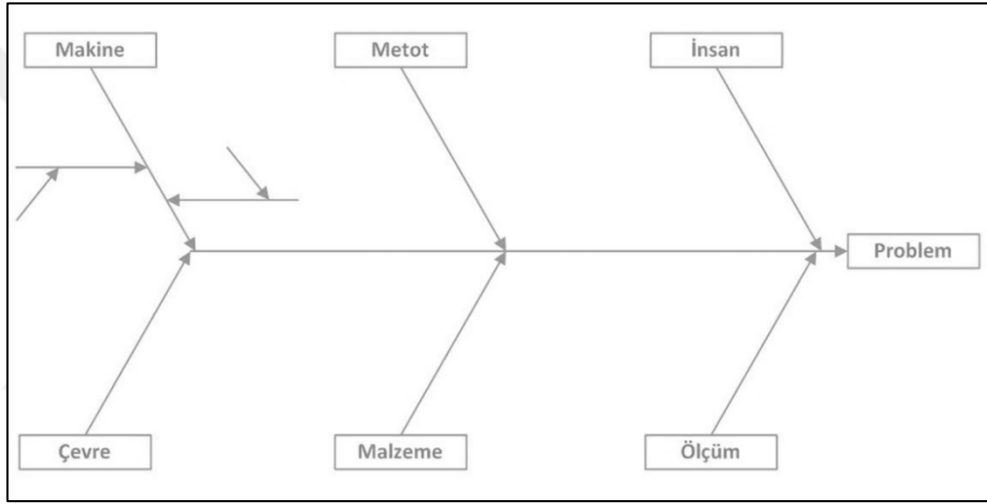 Makine
Metot
İnsan
Problem
Çevre
Malzeme
Ölçüm